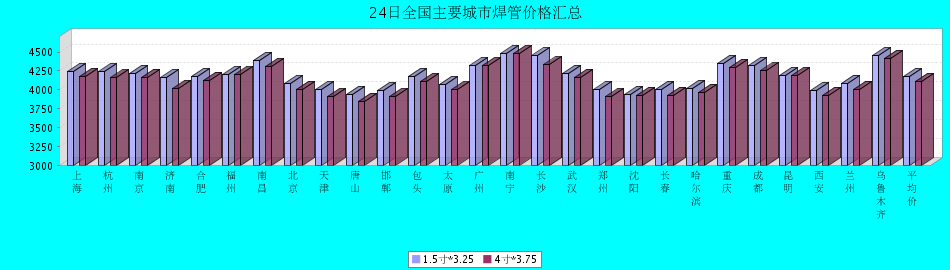 24日全国主要城市焊管价格汇总
4500
4250
4000
3750
3500
3250
3000
上海
杭州
南京
济南
合肥
福州
南昌
北京
天津
唐山
邯郸
包头
太原
广州
南宁
长沙
武汉
郑州
沈阳
长春
哈尔滨
重庆
成都
昆明
西安
兰州
乌鲁木齐
平均价
1.5寸*3.25
4寸*3.75